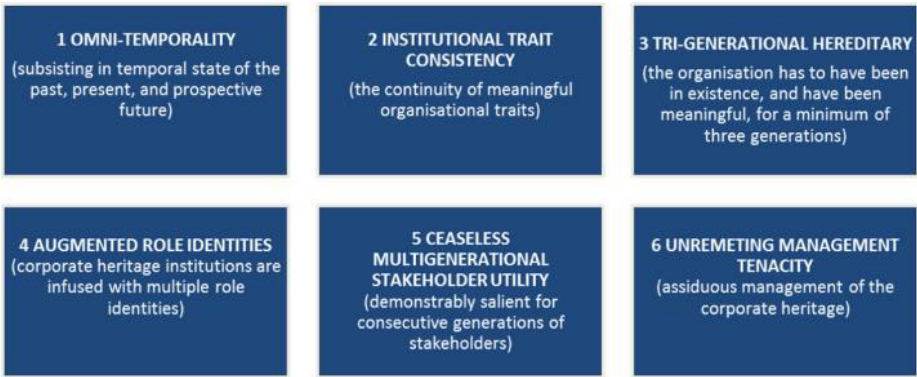 1 OMNI-TEMPORALITY
(subsisting in temporal state of the
past, present, and prospective
future)
2 INSTITUTIONAL TRAIT
CONSISTENCY
(the continuity of meaningful
organisational traits)
3 TRI-GENERATIONAL HEREDITARY
(the organisation has to have been
in existence, and have been
meaningful, for a minimum of
three generations)
4 AUGMENTED ROLE IDENTITIES
(corporate heritage institutions are
infused with multiple role
identities)
5 CEASELESS
MULTIGENERATIONAL
STAKEHOLDER UTILITY
(demonstrably salient for
consecutive generations of
stakeholders)
6 UNREMETING MANAGEMENT
TENACITY
(assiduous management of the
corporate heritage)